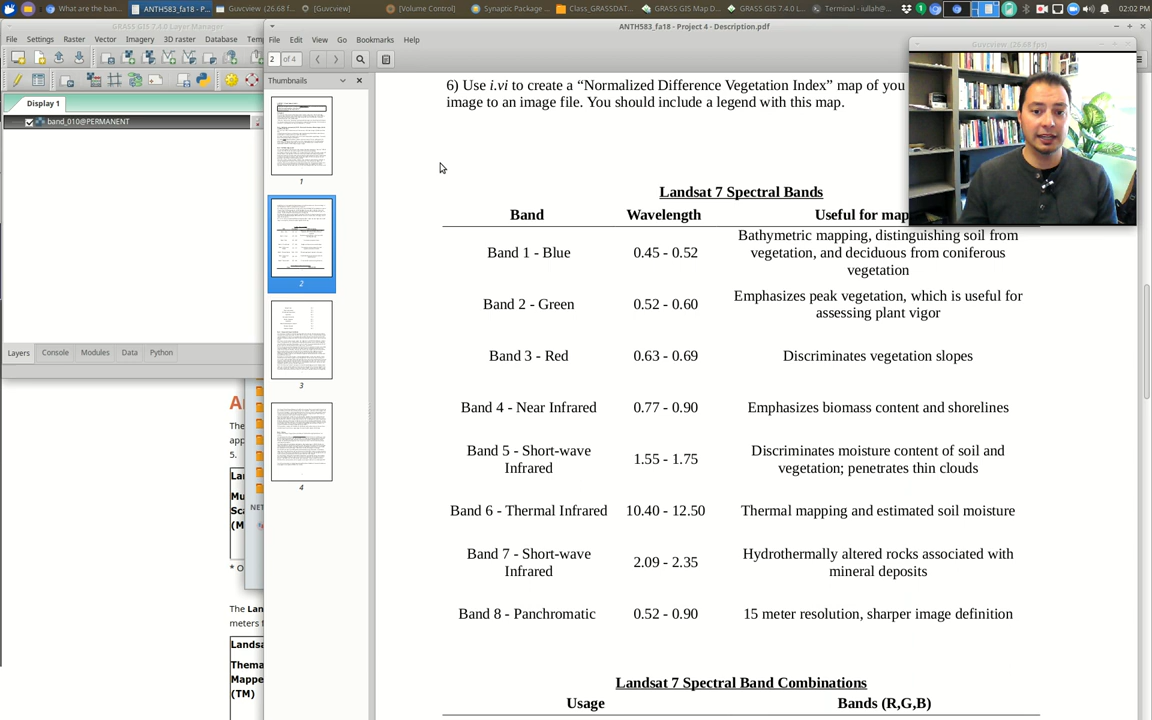 What are the ban...
Guvcview (26.68 f...
ANTH583_fa18 - P...
Guvcview (26.68 f...
[Guvcview]
[Volume Control]
Synaptic Package ...
Class_GRASSDAT...
GRASS GIS Map D...
GRASS GIS 7.4.0 L...
Terminal - iullah@...
02:02 PM
GRASS GIS 7.4.0 Layer Manager
ANTH583_fa18 - Project 4 - Description.pdf
File Settings Raster Vector Imagery 3D raster Database Tem
File Edit View Go Bookmarks Help
2 of 4
Thumbnails
Display 1
band_010@PERMANENT
Layers Console Modules Data Python
1
2
3
4
6) Use i.vi to create a “Normalized Difference Vegetation Index” map of you
image to an image file. You should include a legend with this map.
Landsat 7 Spectral Bands
Band Wavelength Useful for map
Band 1 - Blue 0.45 - 0.52 Bathymetric mapping, distinguishing soil from
vegetation, and deciduous from coniferous
vegetation
Band 2 - Green 0.52 - 0.60 Emphasizes peak vegetation, which is useful for
assessing plant vigor
Band 3 - Red 0.63 - 0.69 Discriminates vegetation slopes
Band 4 - Near Infrared 0.77 - 0.90 Emphasizes biomass content and shorelines
Band 5 - Short-wave
Infrared 1.55 - 1.75 Discriminates moisture content of soil and
vegetation; penetrates thin clouds
Band 6 - Thermal Infrared 10.40 - 12.50 Thermal mapping and estimated soil moisture
Band 7 - Short-wave
Infrared 2.09 - 2.35 Hydrothermally altered rocks associated with
mineral deposits
Band 8 - Panchromatic 0.52 - 0.90 15 meter resolution, sharper image definition
Landsat 7 Spectral Band Combinations
Usage Bands (R,G,B)
The
app
5.
Lan
Mu
Sca
(M
NET
* O
The Lan
meters t
Landsa
Thema
Mappe
(TM)